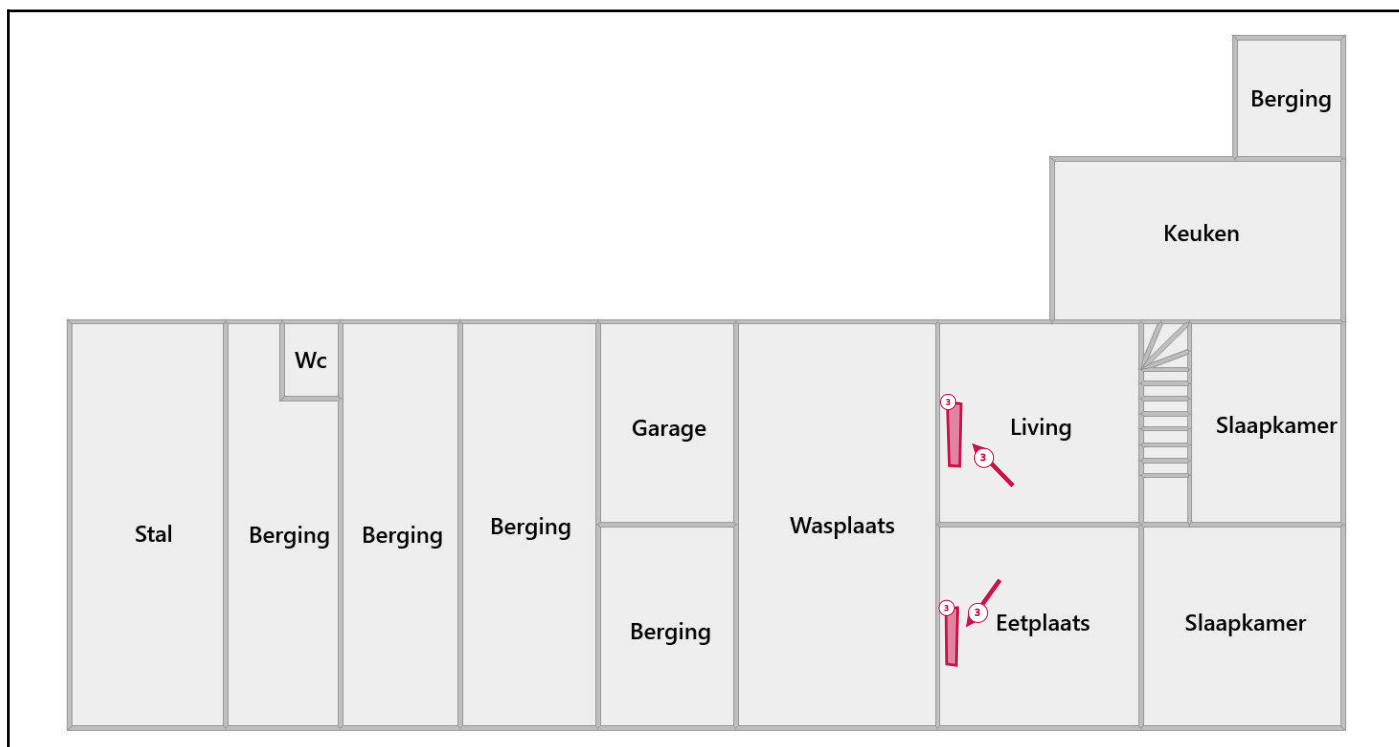 Berging
Keuken
Wc
3
Garage
Living
Slaapkamer
3
Stal
Berging
Berging
Berging
Wasplaats
3
3
Berging
Eetplaats
Slaapkamer